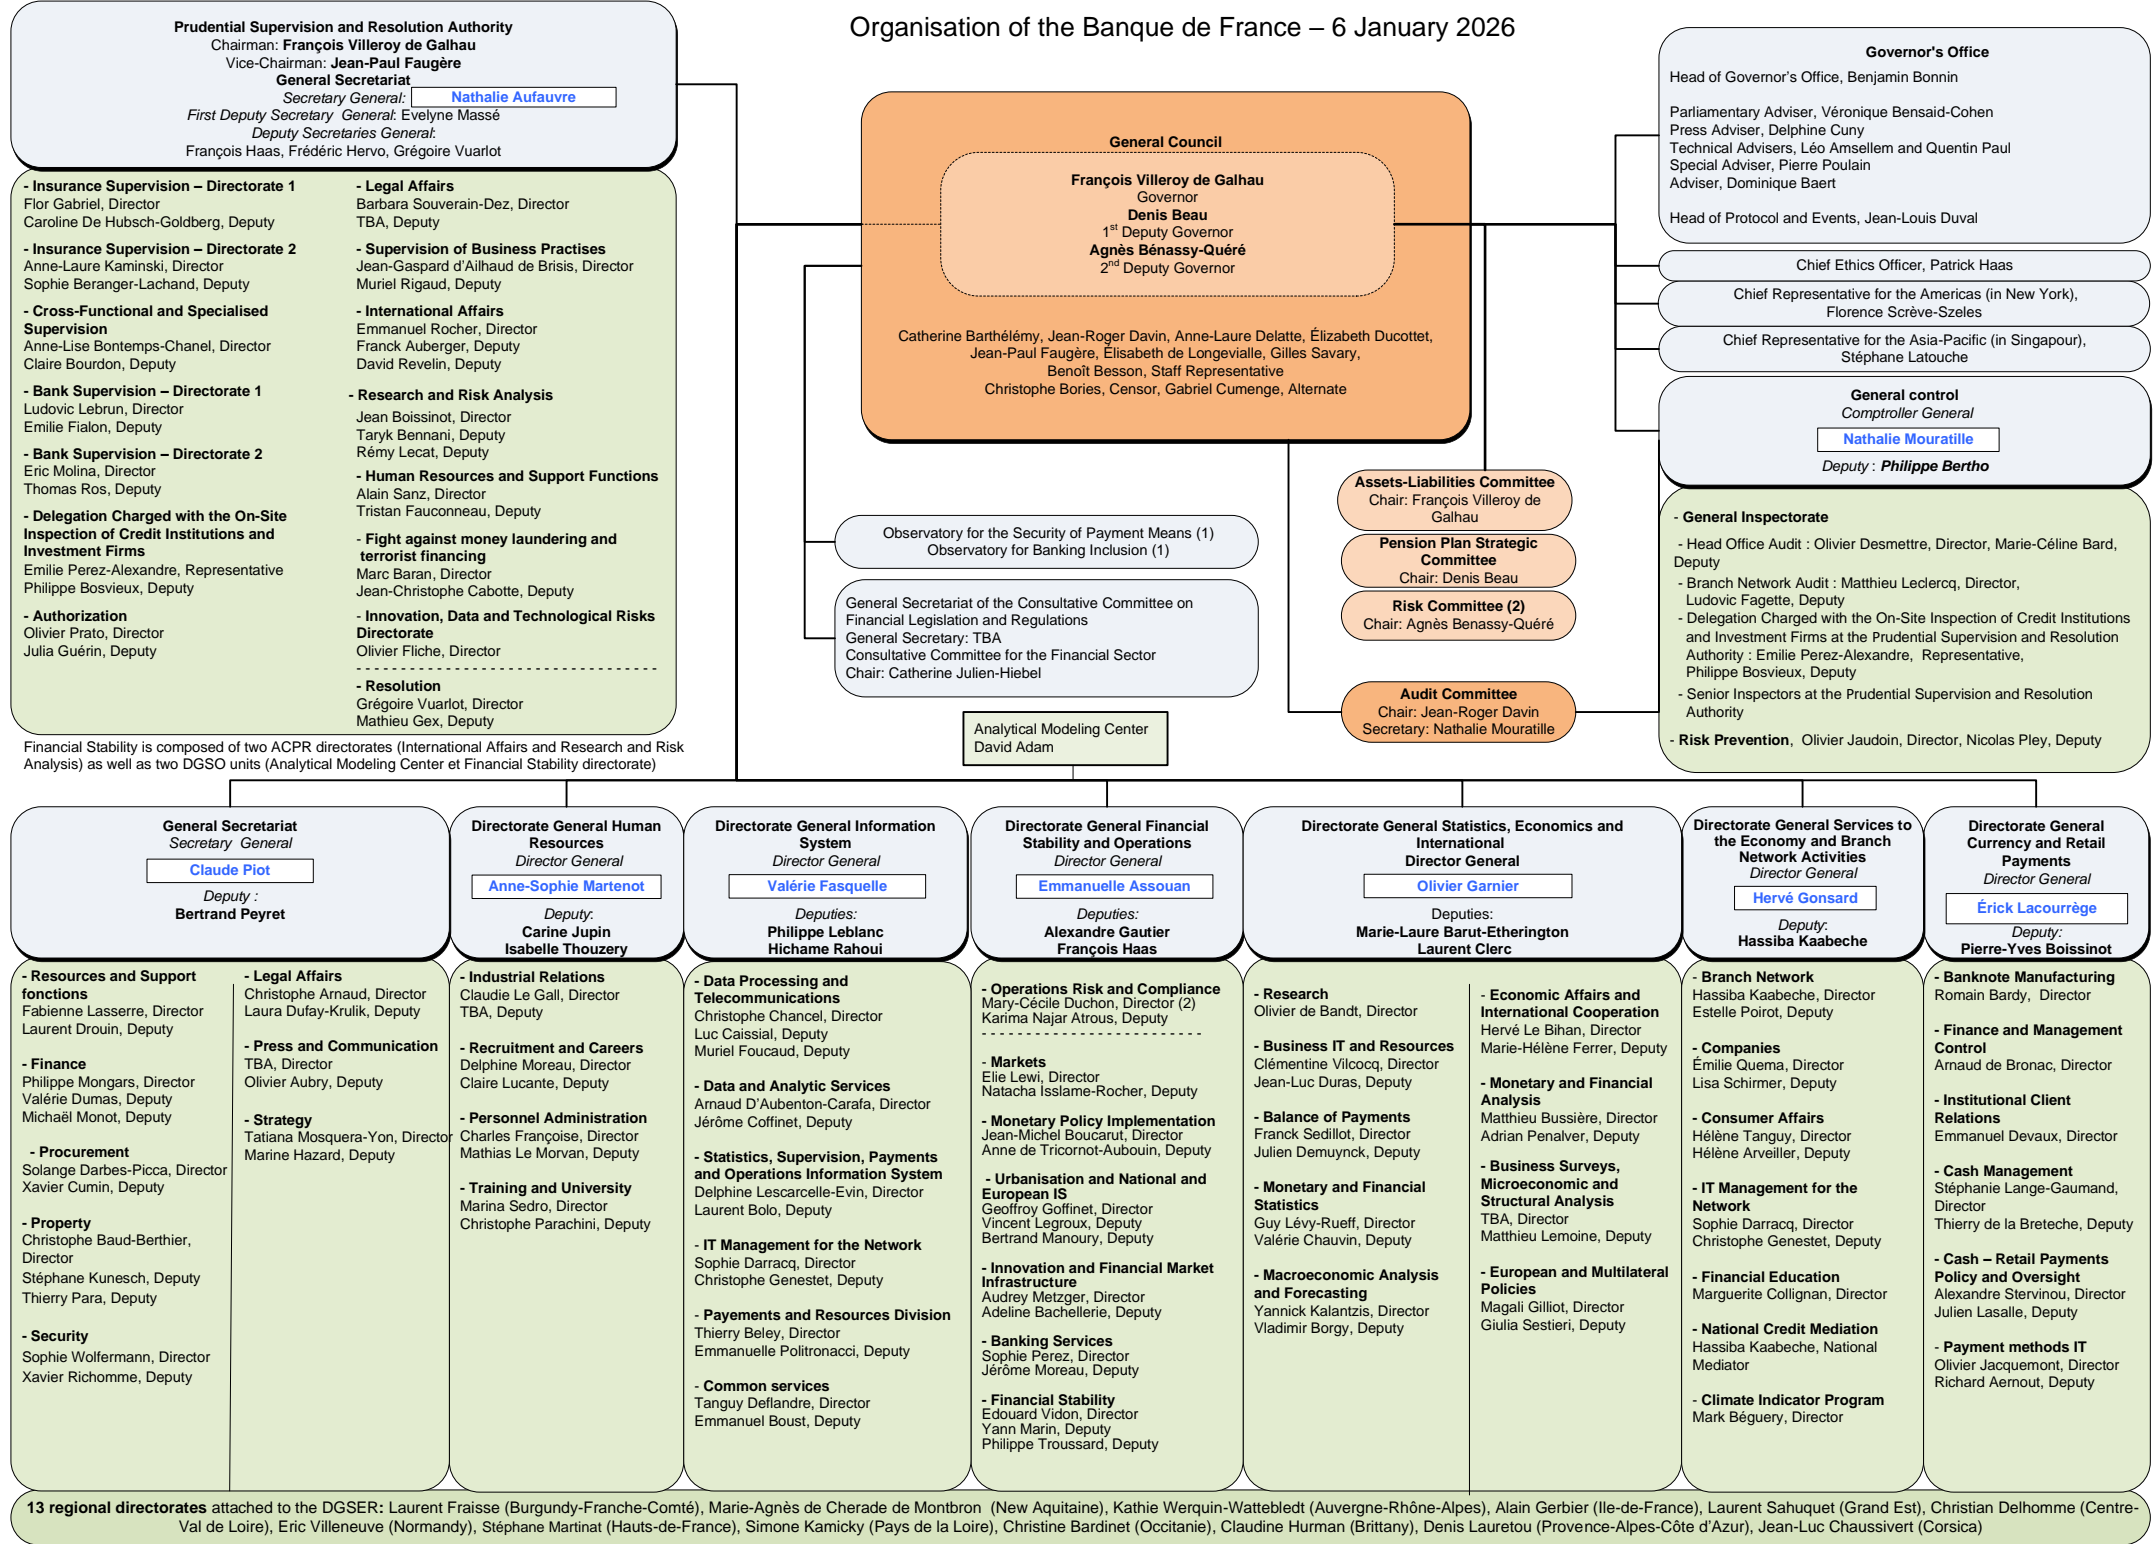 Organisation of the Banque de France – 6 January 2026
Prudential Supervision and Resolution Authority
Chairman: François Villeroy de Galhau
Vice-Chairman: Jean-Paul Faugère
General Secretariat
Secretary General: Nathalie Aufauvre
First Deputy Secretary General: Evelyne Massé
Deputy Secretaries General:
François Haas, Frédéric Hervo, Grégoire Vuarlot
- Insurance Supervision – Directorate 1
Flor Gabriel, Director
Caroline De Hubsch-Goldberg, Deputy
- Insurance Supervision – Directorate 2
Anne-Laure Kaminski, Director
Sophie Beranger-Lachand, Deputy
- Cross-Functional and Specialised
Supervision
Anne-Lise Bontemps-Chanel, Director
Claire Bourdon, Deputy
- Bank Supervision – Directorate 1
Ludovic Lebrun, Director
Emilie Fialon, Deputy
- Bank Supervision – Directorate 2
Eric Molina, Director
Thomas Ros, Deputy
- Delegation Charged with the On-Site
Inspection of Credit Institutions and
Investment Firms
Emilie Perez-Alexandre, Representative
Philippe Bosvieux, Deputy
- Authorization
Olivier Prato, Director
Julia Guérin, Deputy
- Legal Affairs
Barbara Souverain-Dez, Director
TBA, Deputy
- Supervision of Business Practises
Jean-Gaspard d’Ailhaud de Brisis, Director
Muriel Rigaud, Deputy
- International Affairs
Emmanuel Rocher, Director
Franck Auberger, Deputy
David Revelin, Deputy
- Research and Risk Analysis
Jean Boissinot, Director
Taryk Bennani, Deputy
Rémy Lecat, Deputy
- Human Resources and Support Functions
Alain Sanz, Director
Tristan Fauconneau, Deputy
- Fight against money laundering and
terrorist financing
Marc Baran, Director
Jean-Christophe Cabotte, Deputy
- Innovation, Data and Technological Risks
Directorate
Olivier Fliche, Director
- Resolution
Grégoire Vuarlot, Director
Mathieu Gex, Deputy
Financial Stability is composed of two ACPR directorates (International Affairs and Research and Risk
Analysis) as well as two DGSO units (Analytical Modeling Center et Financial Stability directorate)
General Council
François Villeroy de Galhau
Governor
Denis Beau
1st Deputy Governor
Agnès Bénassy-Quéré
2nd Deputy Governor
Catherine Barthélémy, Jean-Roger Davin, Anne-Laure Delatte, Élizabeth Ducottet,
Jean-Paul Faugère, Élisabeth de Longevialle, Gilles Savary,
Benoît Besson, Staff Representative
Christophe Bories, Censor, Gabriel Cumenge, Alternate
Observatory for the Security of Payment Means (1)
Observatory for Banking Inclusion (1)
General Secretariat of the Consultative Committee on
Financial Legislation and Regulations
General Secretary: TBA
Consultative Committee for the Financial Sector
Chair: Catherine Julien-Hiebel
Analytical Modeling Center
David Adam
Assets-Liabilities Committee
Chair: François Villeroy de
Galhau
Pension Plan Strategic
Committee
Chair: Denis Beau
Risk Committee (2)
Chair: Agnès Benassy-Quéré
Audit Committee
Chair: Jean-Roger Davin
Secretary: Nathalie Mouratille
Governor's Office
Head of Governor’s Office, Benjamin Bonnin
Parliamentary Adviser, Véronique Bensaid-Cohen
Press Adviser, Delphine Cuny
Technical Advisers, Léo Amsellem and Quentin Paul
Special Adviser, Pierre Poulain
Adviser, Dominique Baert
Head of Protocol and Events, Jean-Louis Duval
Chief Ethics Officer, Patrick Haas
Chief Representative for the Americas (in New York),
Florence Scrève-Szeles
Chief Representative for the Asia-Pacific (in Singapour),
Stéphane Latouche
General control
Comptroller General
Nathalie Mouratille
Deputy : Philippe Bertho
- General Inspectorate
- Head Office Audit : Olivier Desmettre, Director, Marie-Céline Bard,
Deputy
- Branch Network Audit : Matthieu Leclercq, Director,
Ludovic Fagette, Deputy
- Delegation Charged with the On-Site Inspection of Credit Institutions
and Investment Firms at the Prudential Supervision and Resolution
Authority : Emilie Perez-Alexandre, Representative,
Philippe Bosvieux, Deputy
- Senior Inspectors at the Prudential Supervision and Resolution
Authority
- Risk Prevention, Olivier Jaudoin, Director, Nicolas Pley, Deputy
General Secretariat
Secretary General
Claude Piot
Deputy :
Bertrand Peyret
- Resources and Support
fonctions
Fabienne Lasserre, Director
Laurent Drouin, Deputy
- Finance
Philippe Mongars, Director
Valérie Dumas, Deputy
Michaël Monot, Deputy
- Procurement
Solange Darbes-Picca, Director
Xavier Cumin, Deputy
- Property
Christophe Baud-Berthier,
Director
Stéphane Kunesch, Deputy
Thierry Para, Deputy
- Security
Sophie Wolfermann, Director
Xavier Richomme, Deputy
- Legal Affairs
Christophe Arnaud, Director
Laura Dufay-Krulik, Deputy
- Press and Communication
TBA, Director
Olivier Aubry, Deputy
- Strategy
Tatiana Mosquera-Yon, Director
Marine Hazard, Deputy
Directorate General Human
Resources
Director General
Anne-Sophie Martenot
Deputy:
Carine Jupin
Isabelle Thouzery
- Industrial Relations
Claudie Le Gall, Director
TBA, Deputy
- Recruitment and Careers
Delphine Moreau, Director
Claire Lucante, Deputy
- Personnel Administration
Charles Françoise, Director
Mathias Le Morvan, Deputy
- Training and University
Marina Sedro, Director
Christophe Parachini, Deputy
Directorate General Information
System
Director General
Valérie Fasquelle
Deputies:
Philippe Leblanc
Hichame Rahoui
- Data Processing and
Telecommunications
Christophe Chancel, Director
Luc Caissial, Deputy
Muriel Foucaud, Deputy
- Data and Analytic Services
Arnaud D’Aubenton-Carafa, Director
Jérôme Coffinet, Deputy
- Statistics, Supervision, Payments
and Operations Information System
Delphine Lescarcelle-Evin, Director
Laurent Bolo, Deputy
- IT Management for the Network
Sophie Darracq, Director
Christophe Genestet, Deputy
- Payements and Resources Division
Thierry Beley, Director
Emmanuelle Politronacci, Deputy
- Common services
Tanguy Deflandre, Director
Emmanuel Boust, Deputy
Directorate General Financial
Stability and Operations
Director General
Emmanuelle Assouan
Deputies:
Alexandre Gautier
François Haas
- Operations Risk and Compliance
Mary-Cécile Duchon, Director (2)
Karima Najar Atrous, Deputy
- Markets
Elie Lewi, Director
Natacha Isslame-Rocher, Deputy
- Monetary Policy Implementation
Jean-Michel Boucarut, Director
Anne de Tricornot-Aubouin, Deputy
- Urbanisation and National and
European IS
Geoffroy Goffinet, Director
Vincent Legroux, Deputy
Bertrand Manoury, Deputy
- Innovation and Financial Market
Infrastructure
Audrey Metzger, Director
Adeline Bachellerie, Deputy
- Banking Services
Sophie Perez, Director
Jérôme Moreau, Deputy
- Financial Stability
Edouard Vidon, Director
Yann Marin, Deputy
Philippe Troussard, Deputy
Directorate General Statistics, Economics and
International
Director General
Olivier Garnier
Deputies:
Marie-Laure Barut-Etherington
Laurent Clerc
- Research
Olivier de Bandt, Director
- Business IT and Resources
Clémentine Vilcocq, Director
Jean-Luc Duras, Deputy
- Balance of Payments
Franck Sedillot, Director
Julien Demuynck, Deputy
- Monetary and Financial
Statistics
Guy Lévy-Rueff, Director
Valérie Chauvin, Deputy
- Macroeconomic Analysis
and Forecasting
Yannick Kalantzis, Director
Vladimir Borgy, Deputy
- Economic Affairs and
International Cooperation
Hervé Le Bihan, Director
Marie-Hélène Ferrer, Deputy
- Monetary and Financial
Analysis
Matthieu Bussière, Director
Adrian Penalver, Deputy
- Business Surveys,
Microeconomic and
Structural Analysis
TBA, Director
Matthieu Lemoine, Deputy
- European and Multilateral
Policies
Magali Gilliot, Director
Giulia Sestieri, Deputy
Directorate General Services to
the Economy and Branch
Network Activities
Director General
Hervé Gonsard
Deputy:
Hassiba Kaabeche
- Branch Network
Hassiba Kaabeche, Director
Estelle Poirot, Deputy
- Companies
Émilie Quema, Director
Lisa Schirmer, Deputy
- Consumer Affairs
Hélène Tanguy, Director
Hélène Arveiller, Deputy
- IT Management for the
Network
Sophie Darracq, Director
Christophe Genestet, Deputy
- Financial Education
Marguerite Collignan, Director
- National Credit Mediation
Hassiba Kaabeche, National
Mediator
- Climate Indicator Program
Mark Béguery, Director
Directorate General
Currency and Retail
Payments
Director General
Érick Lacourrège
Deputy:
Pierre-Yves Boissinot
- Banknote Manufacturing
Romain Bardy, Director
- Finance and Management
Control
Arnaud de Bronac, Director
- Institutional Client
Relations
Emmanuel Devaux, Director
- Cash Management
Stéphanie Lange-Gaumand,
Director
Thierry de la Breteche, Deputy
- Cash – Retail Payments
Policy and Oversight
Alexandre Stervinou, Director
Julien Lasalle, Deputy
- Payment methods IT
Olivier Jacquemont, Director
Richard Aernout, Deputy
13 regional directorates attached to the DGSER: Laurent Fraisse (Burgundy-Franche-Comté), Marie-Agnès de Cherade de Montbron (New Aquitaine), Kathie Werquin-Wattebledt (Auvergne-Rhône-Alpes), Alain Gerbier (Ile-de-France), Laurent Sahuquet (Grand Est), Christian Delhomme (Centre-
Val de Loire), Eric Villeneuve (Normandy), Stéphane Martinat (Hauts-de-France), Simone Kamicky (Pays de la Loire), Christine Bardinet (Occitanie), Claudine Hurman (Brittany), Denis Lauretou (Provence-Alpes-Côte d’Azur), Jean-Luc Chaussivert (Corsica)